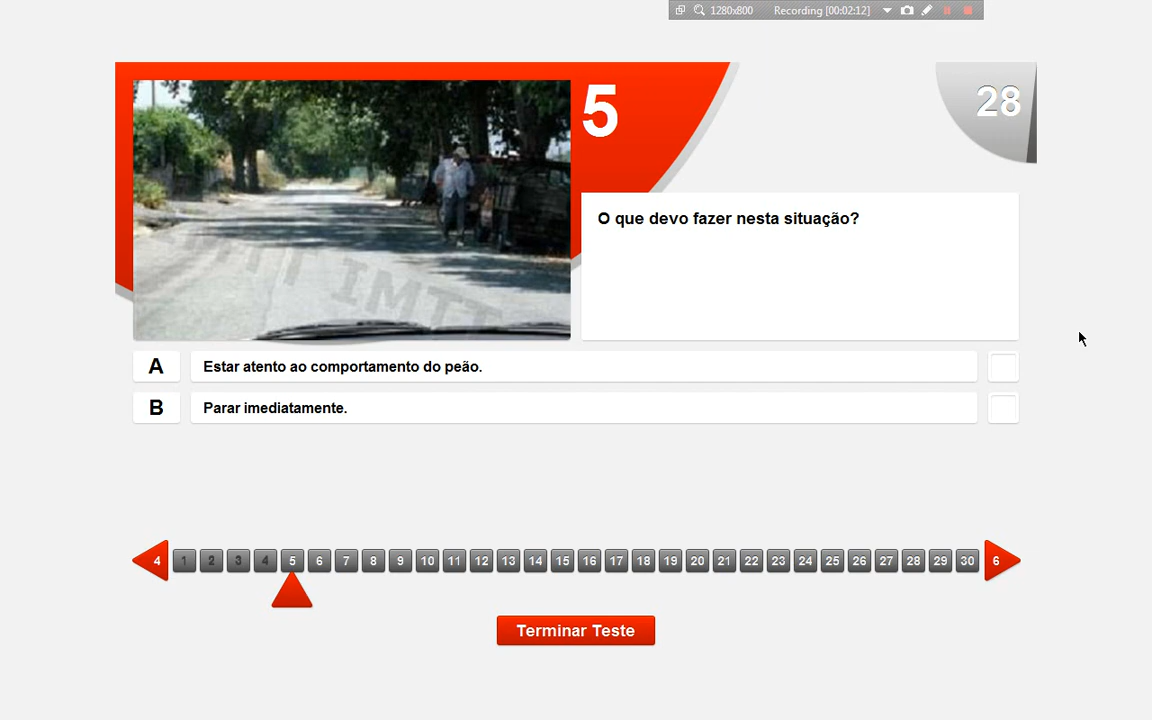 1280x800 Recording [00:02:12]
5
28
O que devo fazer nesta situação?
IMTT IMTT
A Estar atento ao comportamento do peão.
B Parar imediatamente.
4 1 2 3 4 5 6 7 8 9 10 11 12 13 14 15 16 17 18 19 20 21 22 23 24 25 26 27 28 29 30 6
Terminar Teste